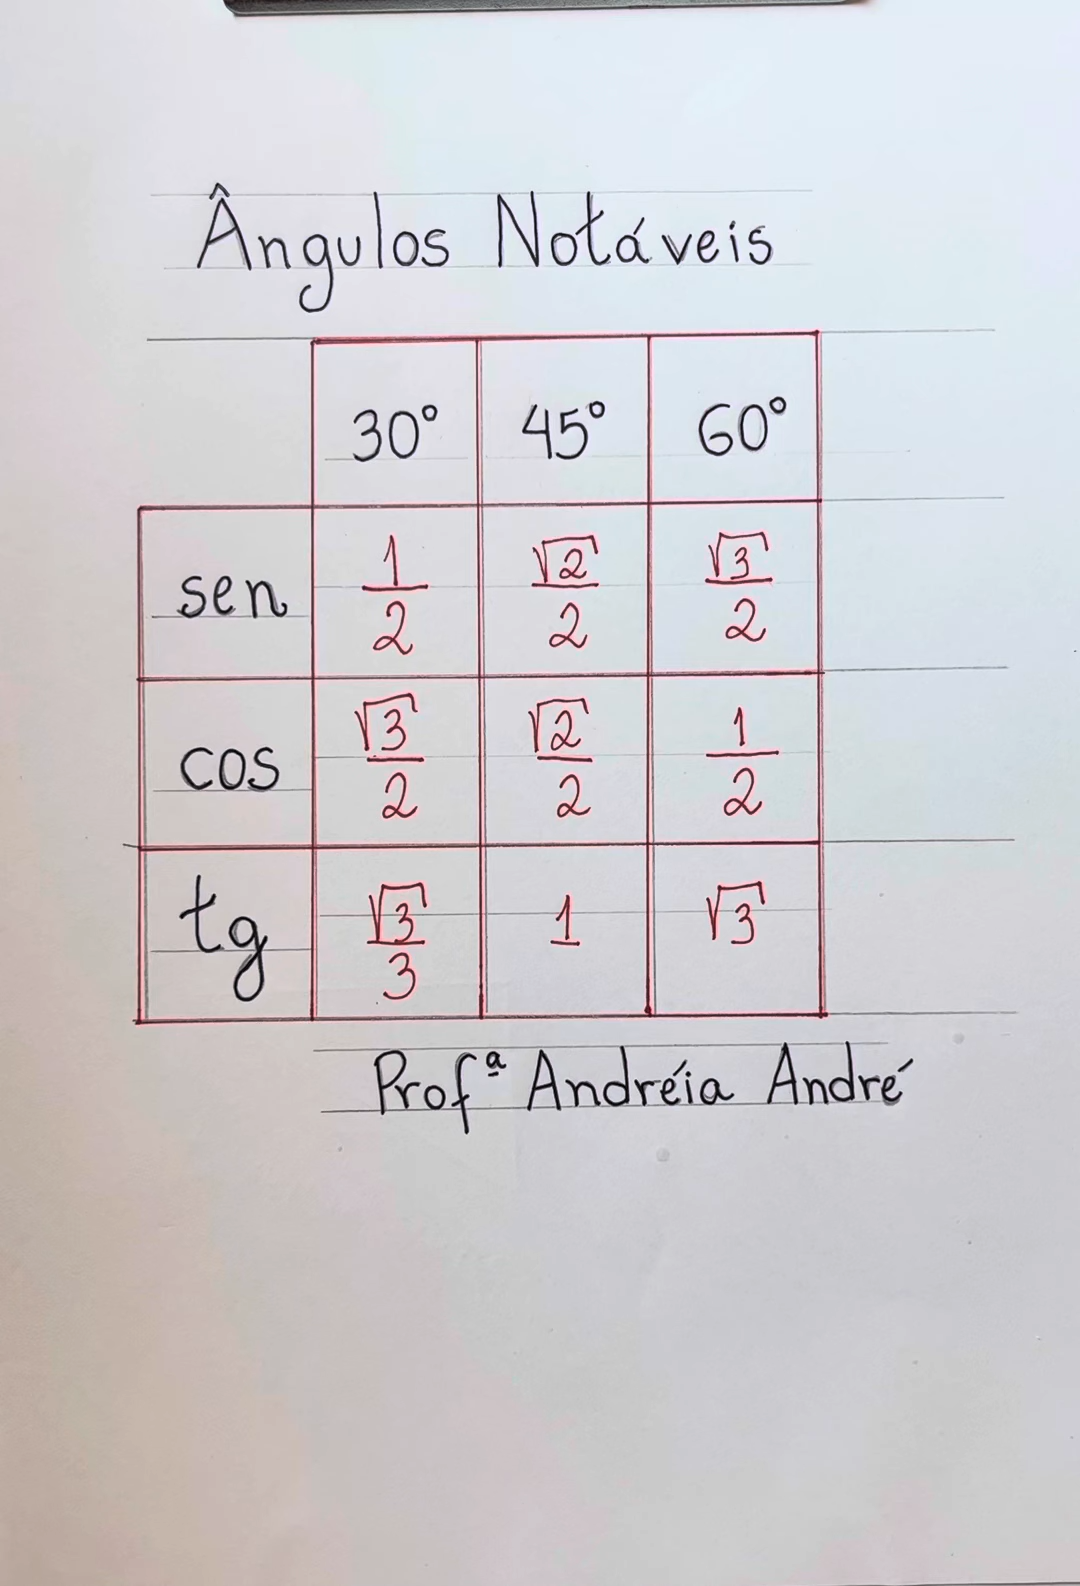 Ângulos Notáveis
30° 45° 60°
sen 1/2 √2/2 √3/2
cos √3/2 √2/2 1/2
tg √3/3 1 √3
Profª Andréia André